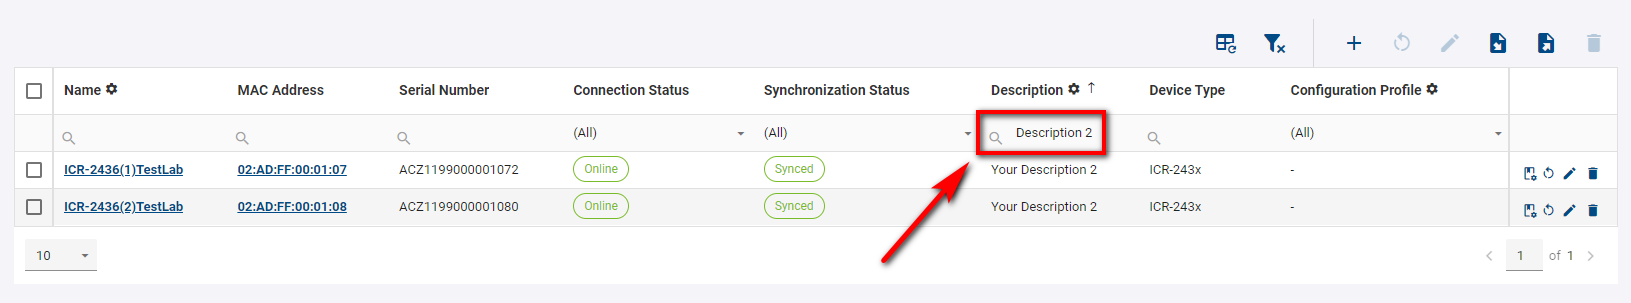 Name MAC Address Serial Number Connection Status Synchronization Status Description Device Type Configuration Profile
(All) (All) Description 2 (All)
ICR-2436(1)TestLab 02:AD:FF:00:01:07 ACZ1199000001072 Online Synced Your Description 2 ICR-243x -
ICR-2436(2)TestLab 02:AD:FF:00:01:08 ACZ1199000001080 Online Synced Your Description 2 ICR-243x -
10 1 of 1